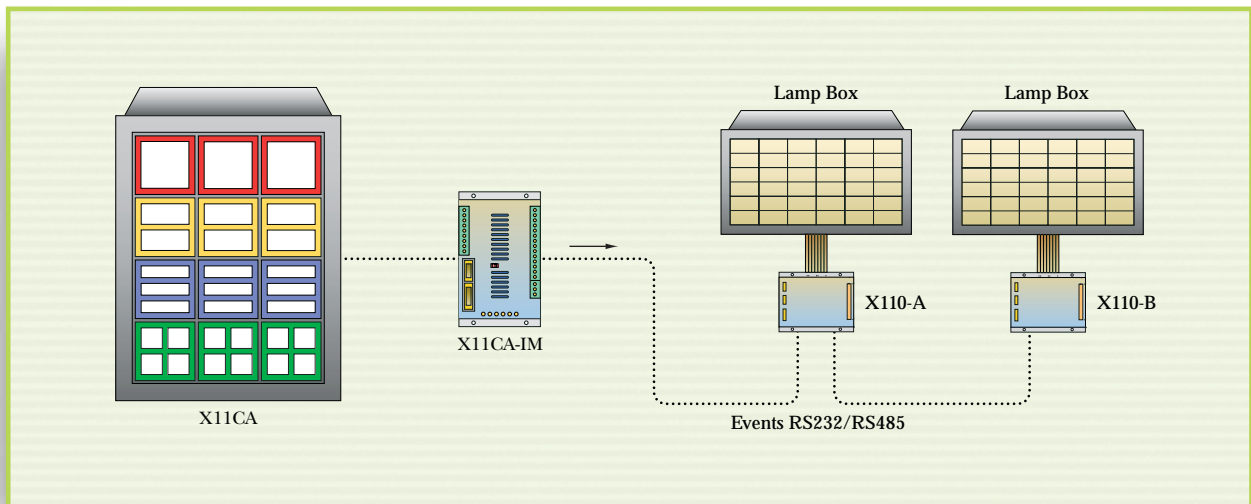 Lamp Box
Lamp Box
X110-A
X110-B
X11CA-IM
X11CA
Events RS232/RS485